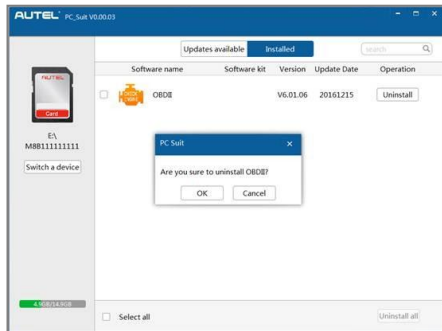 AUTEL PC_Suit V0.00.03
Updates available Installed search
Software name Software kit Version Update Date Operation
AUTEL
Card
CHECK ENGINE
OBDⅡ V6.01.06 20161215 Uninstall
E:\
M8B111111111
Switch a device
PC Suit
Are you sure to uninstall OBDⅡ?
OK Cancel
4.9GB/14.9GB
Select all Uninstall all